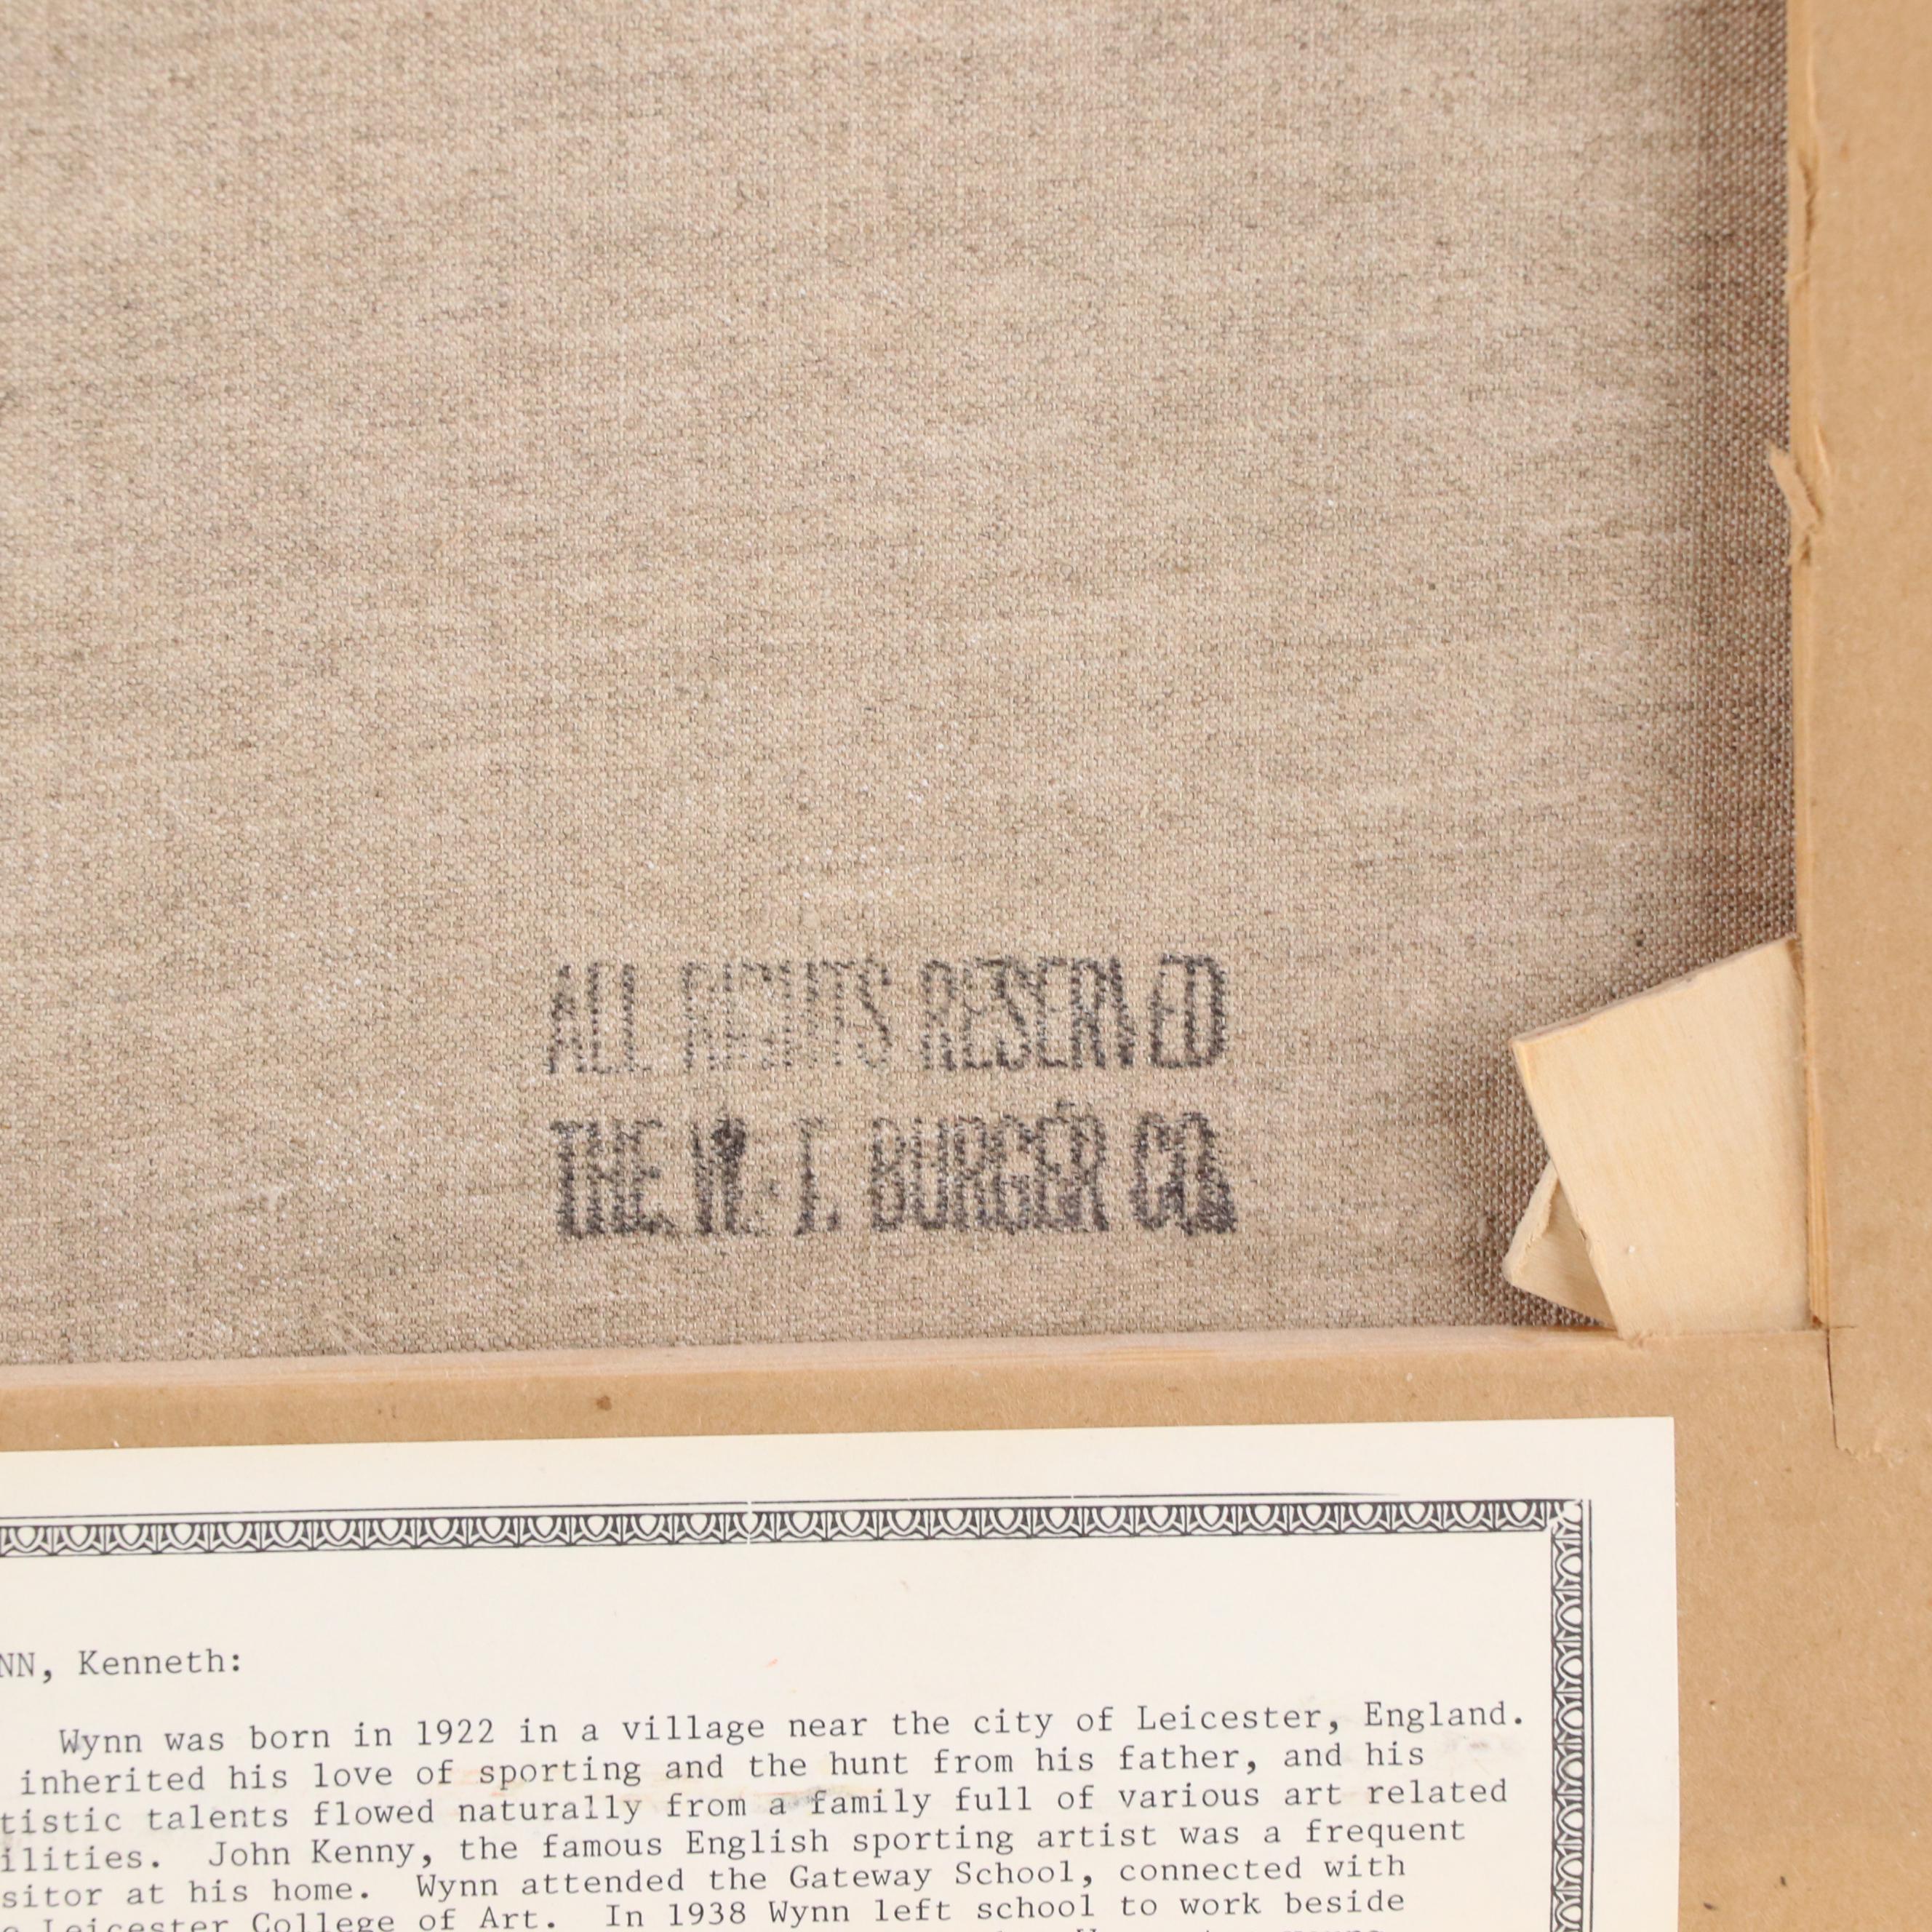 ALL RIGHTS RESERVED
THE W. T. BURGER CO.
NN, Kenneth:
Wynn was born in 1922 in a village near the city of Leicester, England.
inherited his love of sporting and the hunt from his father, and his
tistic talents flowed naturally from a family full of various art related
ilities. John Kenny, the famous English sporting artist was a frequent
sitor at his home. Wynn attended the Gateway School, connected with
Leicester College of Art. In 1938 Wynn left school to work beside